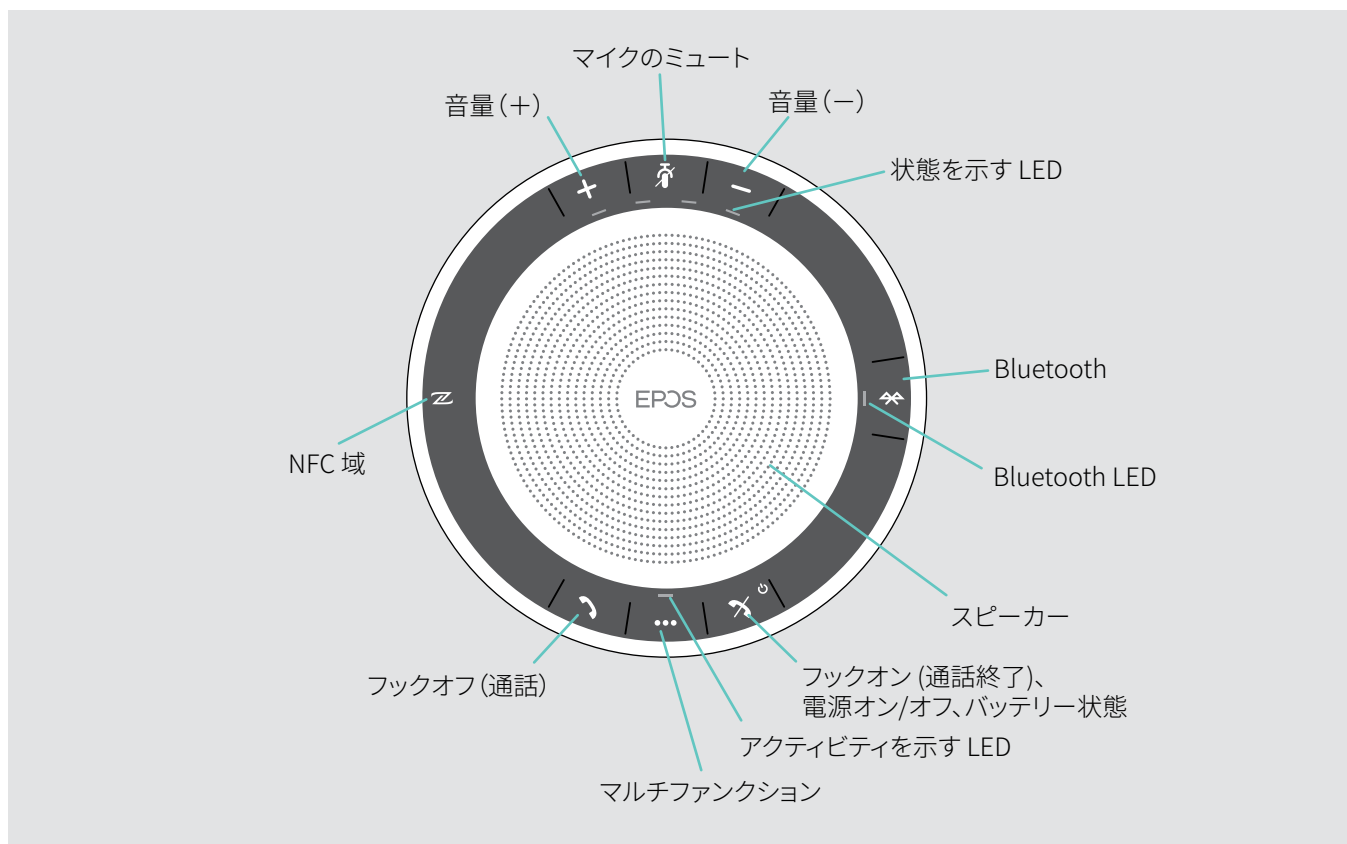 マイクのミュート
音量（＋）
音量（－）
状態を示す LED
Bluetooth
EPOS
NFC 域
Bluetooth LED
スピーカー
フックオフ（通話）
フックオン (通話終了)、
電源オン/オフ、バッテリー状態
アクティビティを示す LED
マルチファンクション